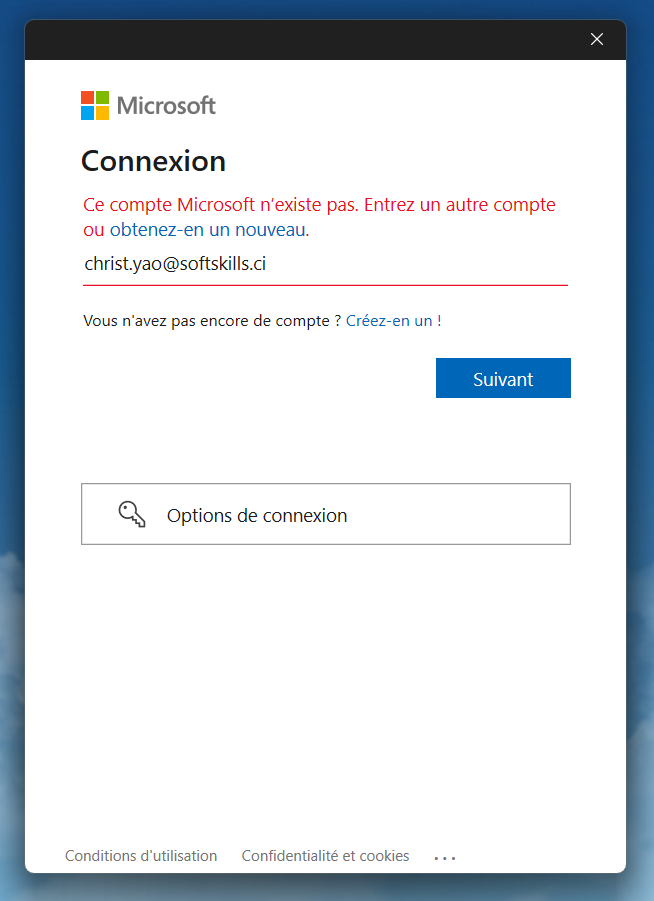 Microsoft
Connexion
Ce compte Microsoft n'existe pas. Entrez un autre compte
ou obtenez-en un nouveau.
christ.yao@softskills.ci
Vous n'avez pas encore de compte ? Créez-en un !
Suivant
Options de connexion
Conditions d'utilisation Confidentialité et cookies ...